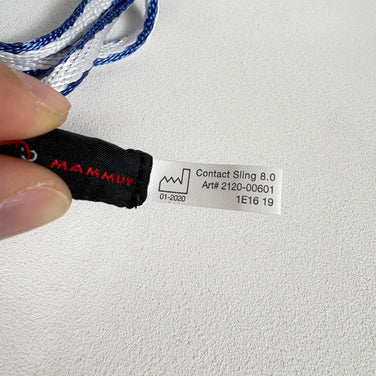 MAMMUT
Contact Sling 8.0
Art# 2120-00601
01-2020
1E16 19